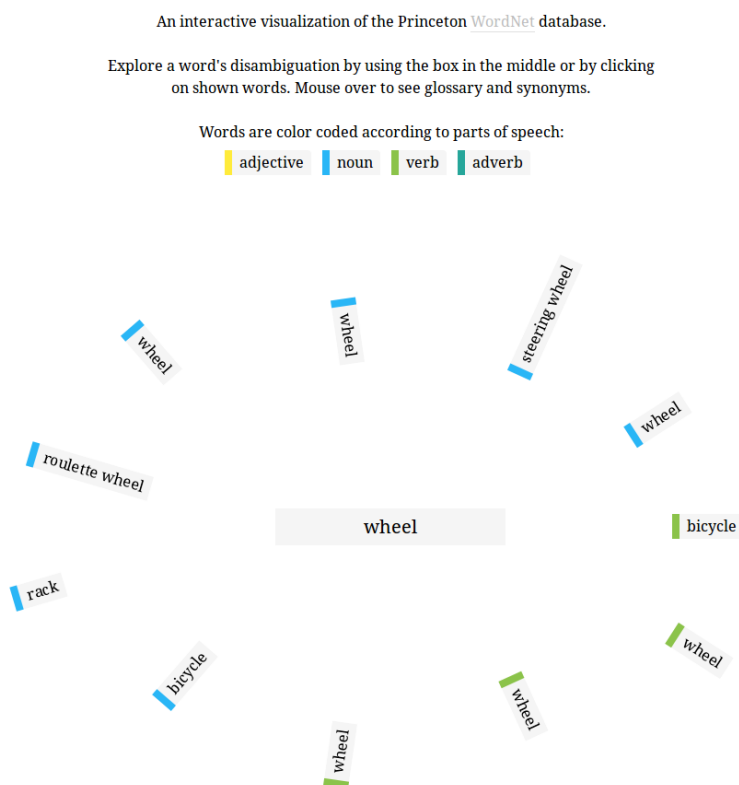 An interactive visualization of the Princeton WordNet database.
Explore a word's disambiguation by using the box in the middle or by clicking
on shown words. Mouse over to see glossary and synonyms.
Words are color coded according to parts of speech:
adjective noun verb adverb
steering wheel
wheel
wheel
wheel
roulette wheel
wheel
bicycle
rack
wheel
bicycle
wheel
wheel